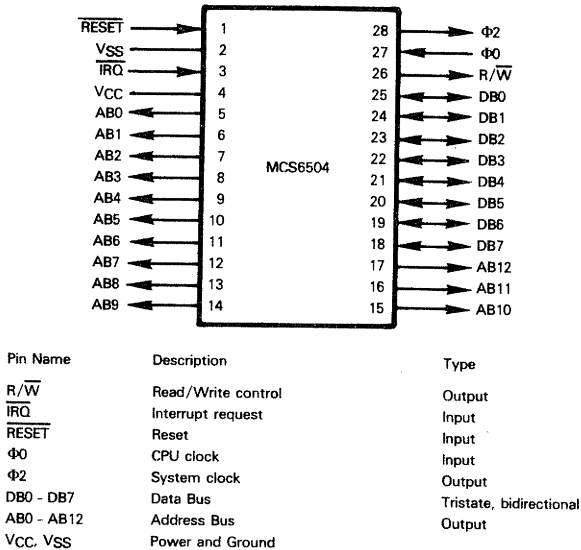 RESET 1 28 Φ2
VSS 2 27 Φ0
IRQ 3 26 R/W
VCC 4 25 DB0
AB0 5 24 DB1
AB1 6 23 DB2
AB2 7 22 DB3
AB3 8 MCS6504 21 DB4
AB4 9 20 DB5
AB5 10 19 DB6
AB6 11 18 DB7
AB7 12 17 AB12
AB8 13 16 AB11
AB9 14 15 AB10
Pin Name Description Type
R/W Read/Write control Output
IRQ Interrupt request Input
RESET Reset Input
Φ0 CPU clock Input
Φ2 System clock Output
DB0 - DB7 Data Bus Tristate, bidirectional
AB0 - AB12 Address Bus Output
VCC, VSS Power and Ground